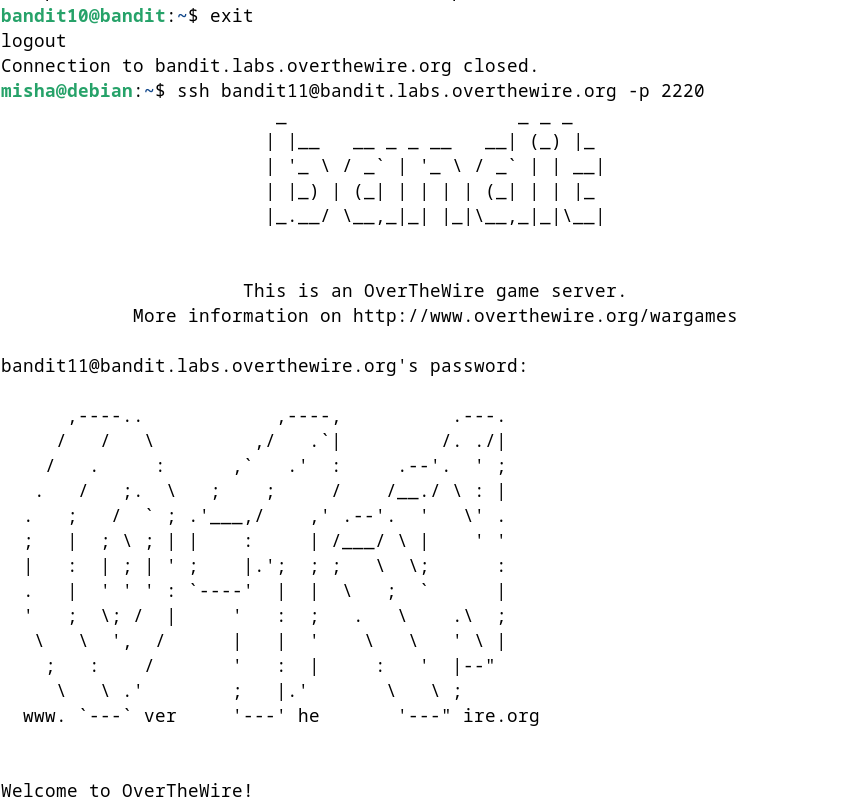 bandit10@bandit:~$ exit
logout
Connection to bandit.labs.overthewire.org closed.
misha@debian:~$ ssh bandit11@bandit.labs.overthewire.org -p 2220
                         _                     _ _ _
                        | |__   __ _ _ __   __| (_) |_
                        | '_ \ / _` | '_ \ / _` | | __|
                        | |_) | (_| | | | | (_| | | |_
                        |_.__/ \__,_|_| |_|\__,_|_|\__|
                      This is an OverTheWire game server.
            More information on http://www.overthewire.org/wargames
bandit11@bandit.labs.overthewire.org's password:
      ,----..            ,----,          .---.
     /   /   \         ,/   .`|         /. ./|
    /   .     :      ,`   .'  :     .--'.  ' ;
   .   /   ;.  \   ;    ;     /    /__./ \ : |
  .   ;   /  ` ; .'___,/    ,' .--'.  '   \' .
  ;   |  ; \ ; | |    :     | /___/ \ |    ' '
  |   :  | ; | ' ;    |.';  ; ;   \  \;      :
  .   |  ' ' ' : `----'  |  |  \   ;  `      |
  '   ;  \; /  |     '   :  ;   .   \    .\  ;
   \   \  ',  /      |   |  '    \   \   ' \ |
    ;   :    /       '   :  |     :   '  |--"
     \   \ .'        ;   |.'       \   \ ;
  www. `---` ver     '---' he       '---" ire.org
Welcome to OverTheWire!